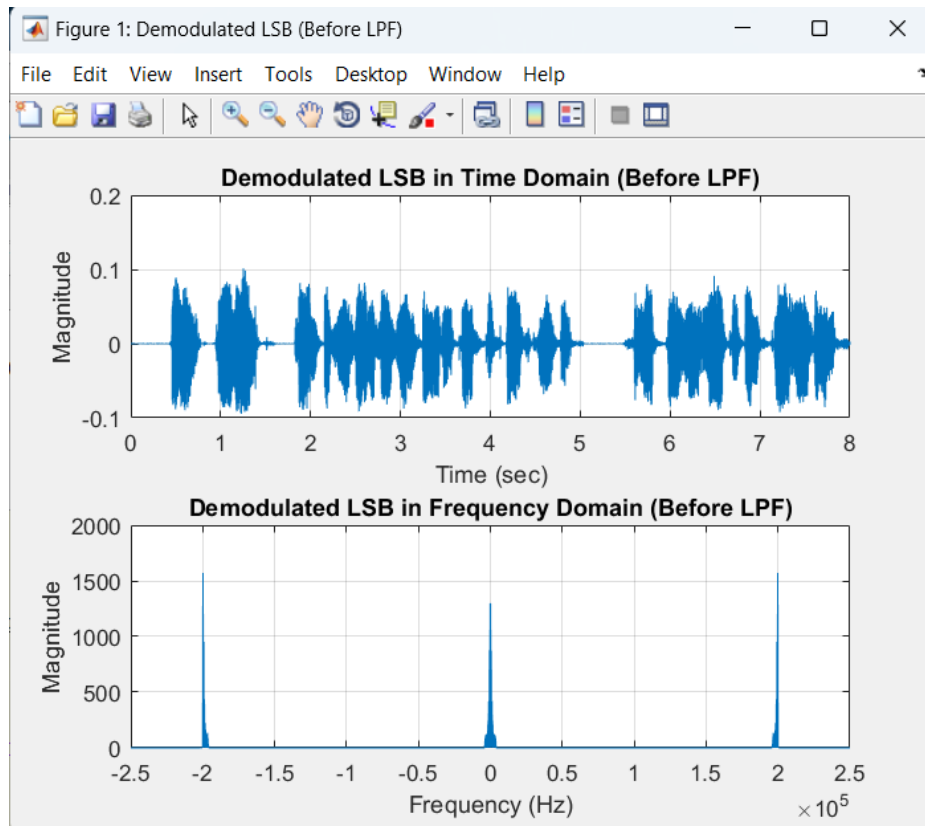 Figure 1: Demodulated LSB (Before LPF)
File Edit View Insert Tools Desktop Window Help
Demodulated LSB in Time Domain (Before LPF)
0.2
0.1
0
-0.1
Magnitude
0 1 2 3 4 5 6 7 8
Time (sec)
Demodulated LSB in Frequency Domain (Before LPF)
2000
1500
1000
500
0
Magnitude
-2.5 -2 -1.5 -1 -0.5 0 0.5 1 1.5 2 2.5
Frequency (Hz)
×10^5